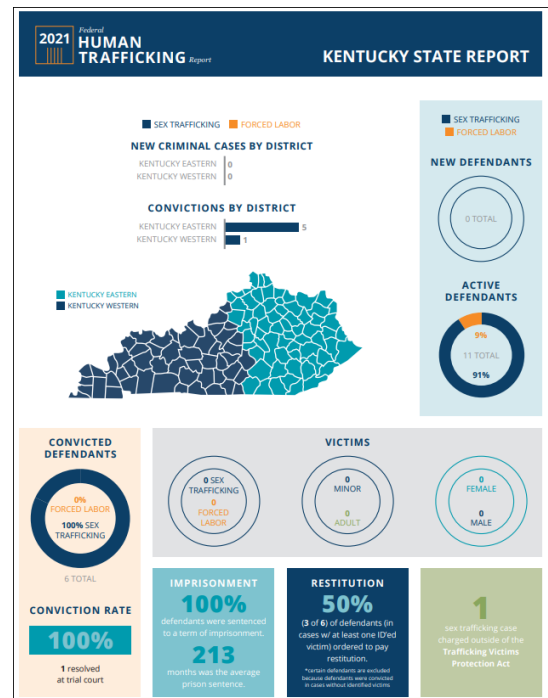 2021
Federal
HUMAN
TRAFFICKING Report
KENTUCKY STATE REPORT
SEX TRAFFICKING FORCED LABOR
NEW CRIMINAL CASES BY DISTRICT
KENTUCKY EASTERN 0
KENTUCKY WESTERN 0
CONVICTIONS BY DISTRICT
KENTUCKY EASTERN 5
KENTUCKY WESTERN 1
KENTUCKY EASTERN
KENTUCKY WESTERN
SEX TRAFFICKING
FORCED LABOR
NEW DEFENDANTS
0 TOTAL
ACTIVE
DEFENDANTS
9%
11 TOTAL
91%
CONVICTED
DEFENDANTS
0%
FORCED LABOR
100% SEX
TRAFFICKING
6 TOTAL
CONVICTION RATE
100%
1 resolved
at trial court
VICTIMS
0 SEX
TRAFFICKING
0
FORCED
LABOR
0
MINOR
0
ADULT
0
FEMALE
0
MALE
IMPRISONMENT
100%
defendants were sentenced
to a term of imprisonment.
213
months was the average
prison sentence.
RESTITUTION
50%
(3 of 6) of defendants (in
cases w/ at least one ID'ed
victim) ordered to pay
restitution.
*certain defendants are excluded
because defendants were convicted
in cases without identified victims
1
sex trafficking case
charged outside of the
Trafficking Victims
Protection Act